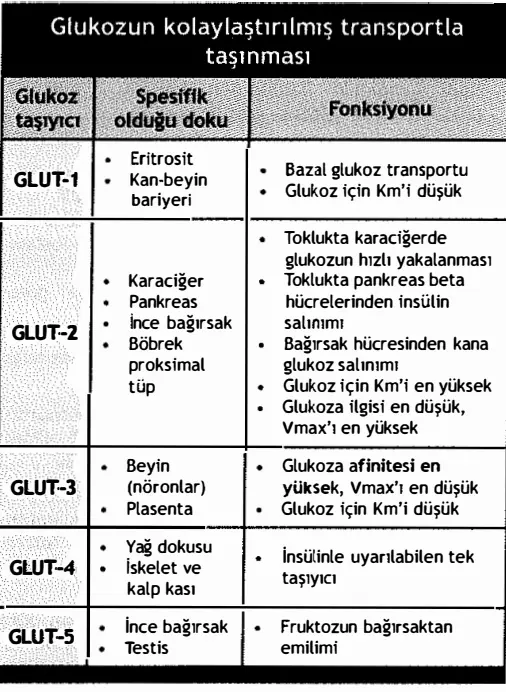 Glukozun kolaylaştırılmış transportla
taşınması
Glukoz
taşıyıcı
Spesifik
olduğu doku
Fonksiyonu
GLUT-1
• Eritrosit
• Kan-beyin
bariyeri
• Bazal glukoz transportu
• Glukoz için Km'i düşük
GLUT-2
• Karaciğer
• Pankreas
• İnce bağırsak
• Böbrek
proksimal
tüp
• Toklukta karaciğerde
glukozun hızlı yakalanması
• Toklukta pankreas beta
hücrelerinden insülin
salınımı
• Bağırsak hücresinden kana
glukoz salınımı
• Glukoz için Km'i en yüksek
• Glukoza ilgisi en düşük,
Vmax'ı en yüksek
GLUT-3
• Beyin
(nöronlar)
• Plasenta
• Glukoza afinitesi en
yüksek, Vmax'ı en düşük
• Glukoz için Km'i düşük
GLUT-4
• Yağ dokusu
• İskelet ve
kalp kası
• İnsülinle uyarılabilen tek
taşıyıcı
GLUT-5
• İnce bağırsak
• Testis
• Fruktozun bağırsaktan
emilimi